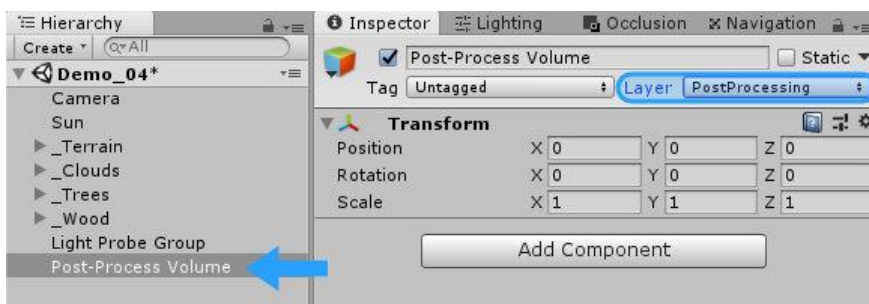 Hierarchy
Create All
Demo_04*
Camera
Sun
_Terrain
_Clouds
_Trees
_Wood
Light Probe Group
Post-Process Volume
Inspector Lighting Occlusion Navigation
Post-Process Volume Static
Tag Untagged Layer PostProcessing
Transform
Position X 0 Y 0 Z 0
Rotation X 0 Y 0 Z 0
Scale X 1 Y 1 Z 1
Add Component